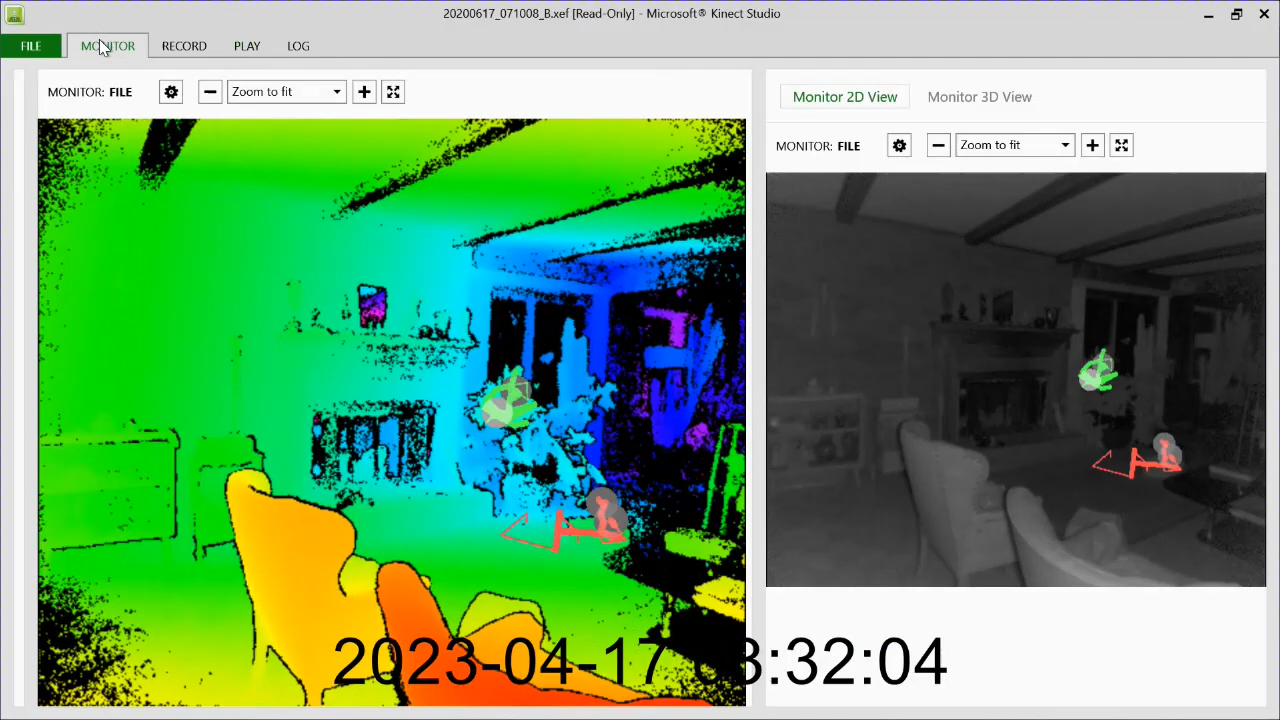 20200617_071008_B.xef [Read-Only] - Microsoft® Kinect Studio
FILE
MONITOR
RECORD
PLAY
LOG
MONITOR: FILE
Zoom to fit
Monitor 2D View
Monitor 3D View
MONITOR: FILE
Zoom to fit
2023-04-17 :32:04